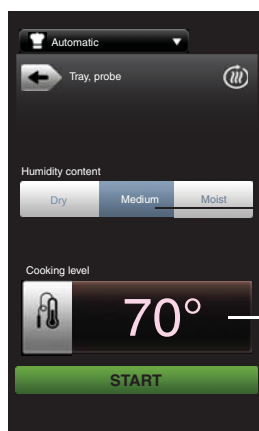 Automatic
Tray, probe
Humidity content
Dry Medium Moist
Cooking level
70°
START